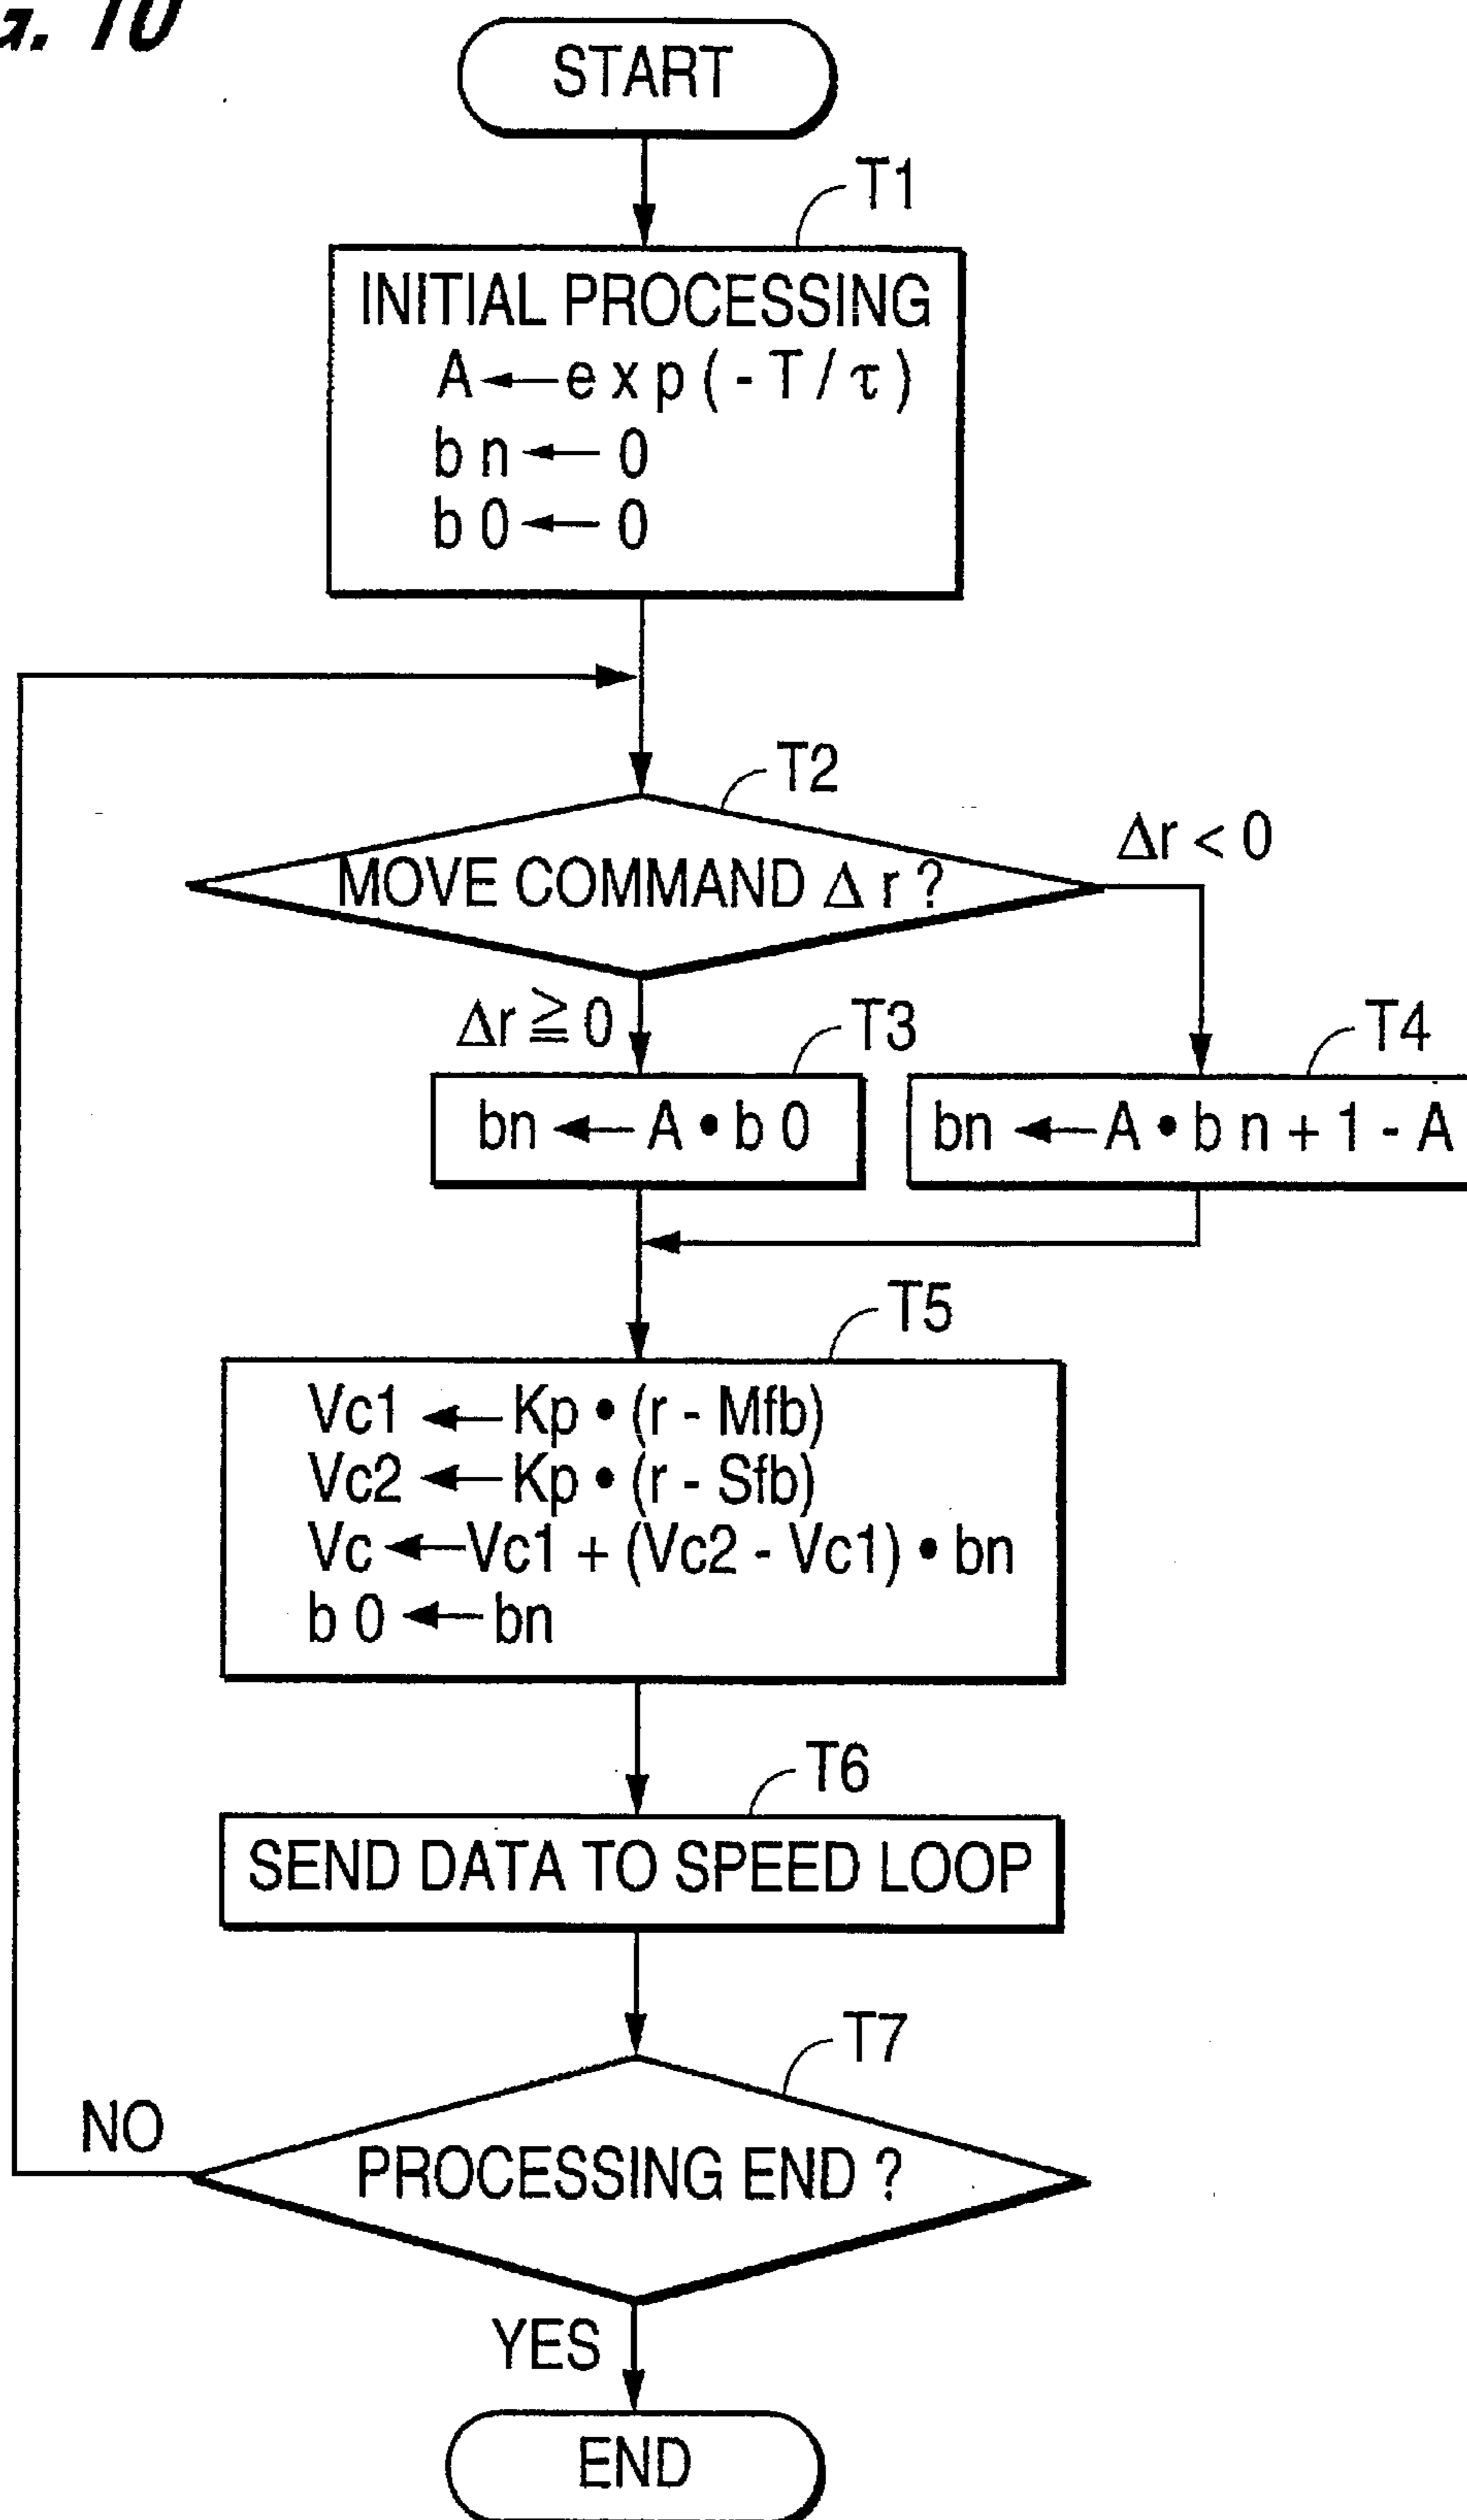 10
START
T1
INITIAL PROCESSING
A ← exp(-T/τ)
bn ← 0
b0 ← 0
T2
Δr < 0
MOVE COMMAND Δr ?
Δr ≧ 0
T3
T4
bn ← A • b0
bn ← A • bn + 1 - A
T5
Vc1 ← Kp • (r - Mfb)
Vc2 ← Kp • (r - Sfb)
Vc ← Vc1 + (Vc2 - Vc1) • bn
b0 ← bn
T6
SEND DATA TO SPEED LOOP
T7
NO
PROCESSING END ?
YES
END